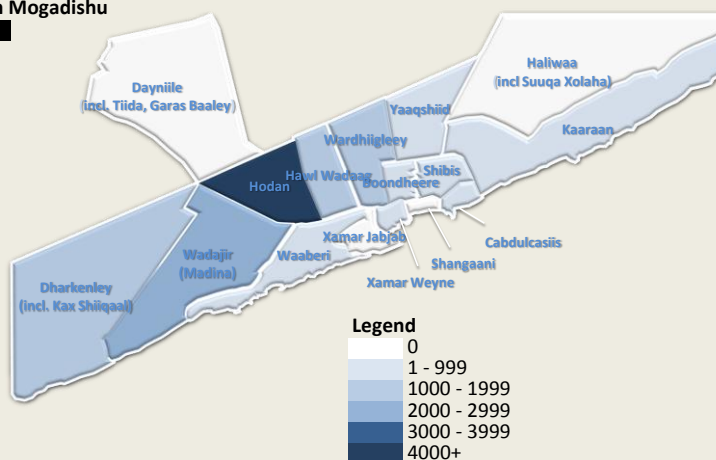 Mogadishu
Dayniile
(incl. Tiida, Garas Baaley)
Haliwaa
(incl Suuqa Xolaha)
Yaaqshiid
Kaaraan
Wardhiigleey
Hawl Wadaag
Hodan
Boondheere
Shibis
Xamar Jabjab
Cabdulcasiis
Waaberi
Shangaani
Wadajir
(Madina)
Xamar Weyne
Dharkenley
(incl. Kax Shiiqaal)
Legend
0
1 - 999
1000 - 1999
2000 - 2999
3000 - 3999
4000+